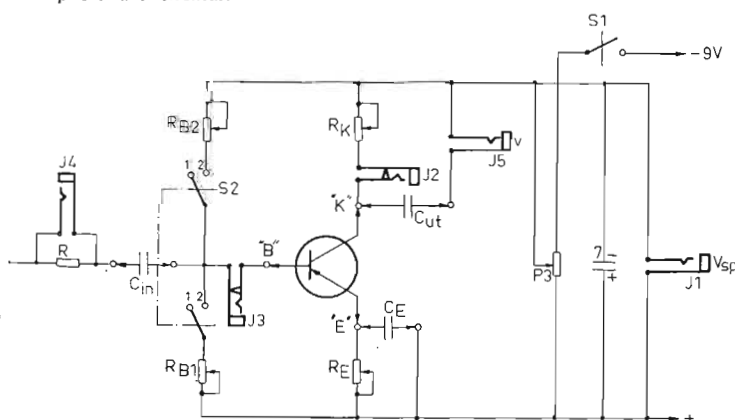 S1
-9V
RB2
RK
V
J5
J4
1 2
S2
J2
"K"
Cut
R
Cin
"B"
P3
7
+
Vsp
J1
1 2
J3
"E"
CE
RB1
RE
+